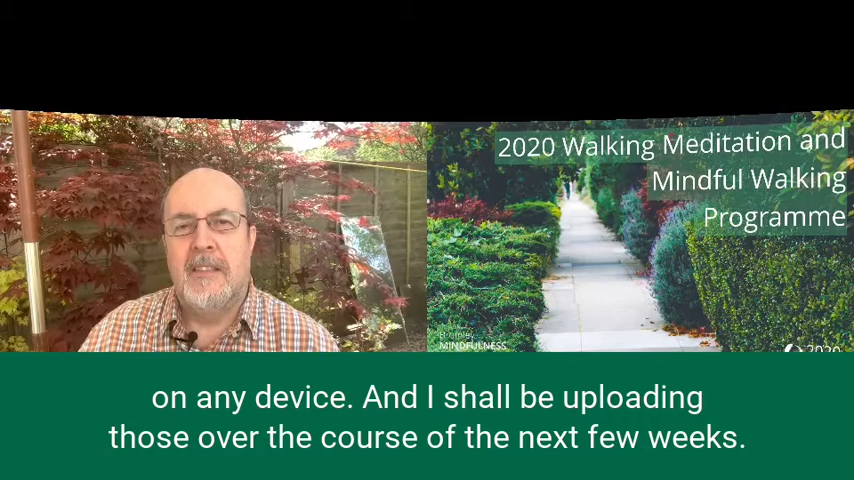 2020 Walking Meditation and
Mindful Walking
Programme
MINDFULNESS
2020
on any device. And I shall be uploading
those over the course of the next few weeks.